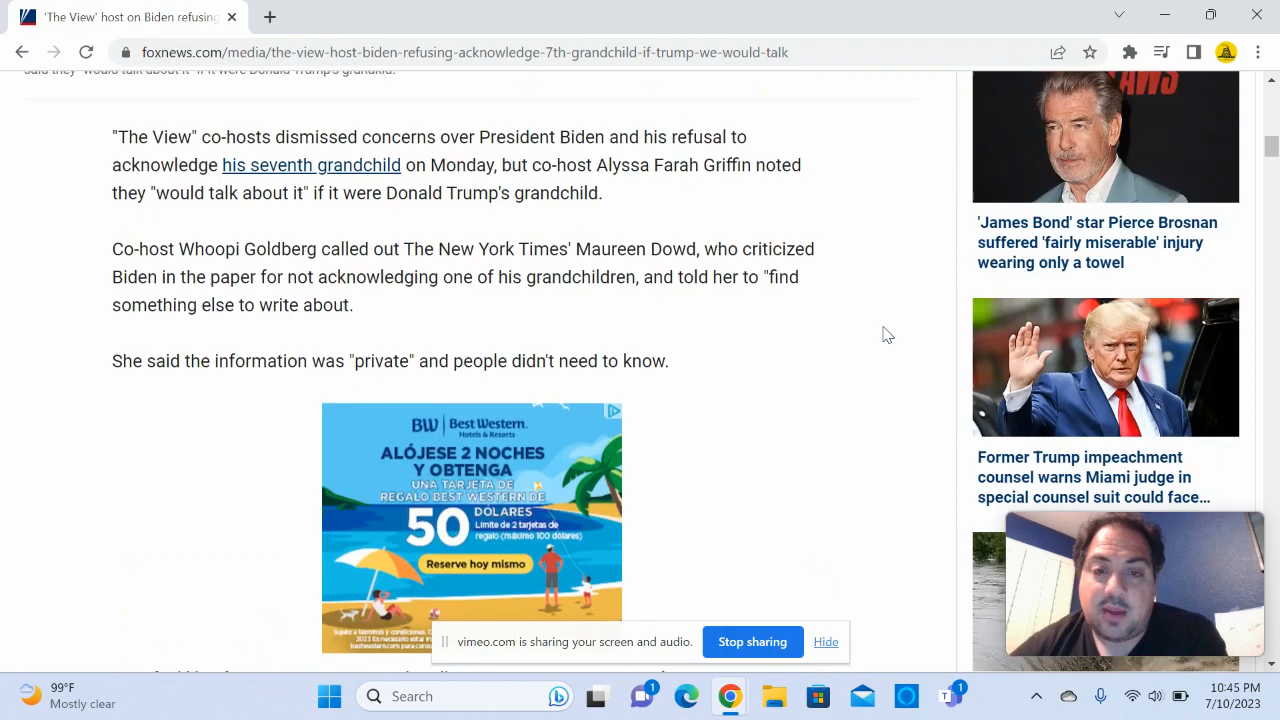 'The View' host on Biden refusing
foxnews.com/media/the-view-host-biden-refusing-acknowledge-7th-grandchild-if-trump-we-would-talk
said they "would talk about it" if it were Donald Trump's grandkid.
"The View" co-hosts dismissed concerns over President Biden and his refusal to
acknowledge his seventh grandchild on Monday, but co-host Alyssa Farah Griffin noted
they "would talk about it" if it were Donald Trump's grandchild.
Co-host Whoopi Goldberg called out The New York Times' Maureen Dowd, who criticized
Biden in the paper for not acknowledging one of his grandchildren, and told her to "find
something else to write about.
She said the information was "private" and people didn't need to know.
BW Best Western.
Hotels & Resorts
ALÓJESE 2 NOCHES
Y OBTENGA
UNA TARJETA DE
REGALO BEST WESTERN DE
50 DÓLARES
Límite de 2 tarjetas de
regalo (máximo 100 dólares)
Reserve hoy mismo
LAWS
'James Bond' star Pierce Brosnan
suffered 'fairly miserable' injury
wearing only a towel
Former Trump impeachment
counsel warns Miami judge in
special counsel suit could face...
vimeo.com is sharing your screen and audio.
Stop sharing
Hide
99°F
Mostly clear
Search
1
1
10:45 PM
7/10/2023